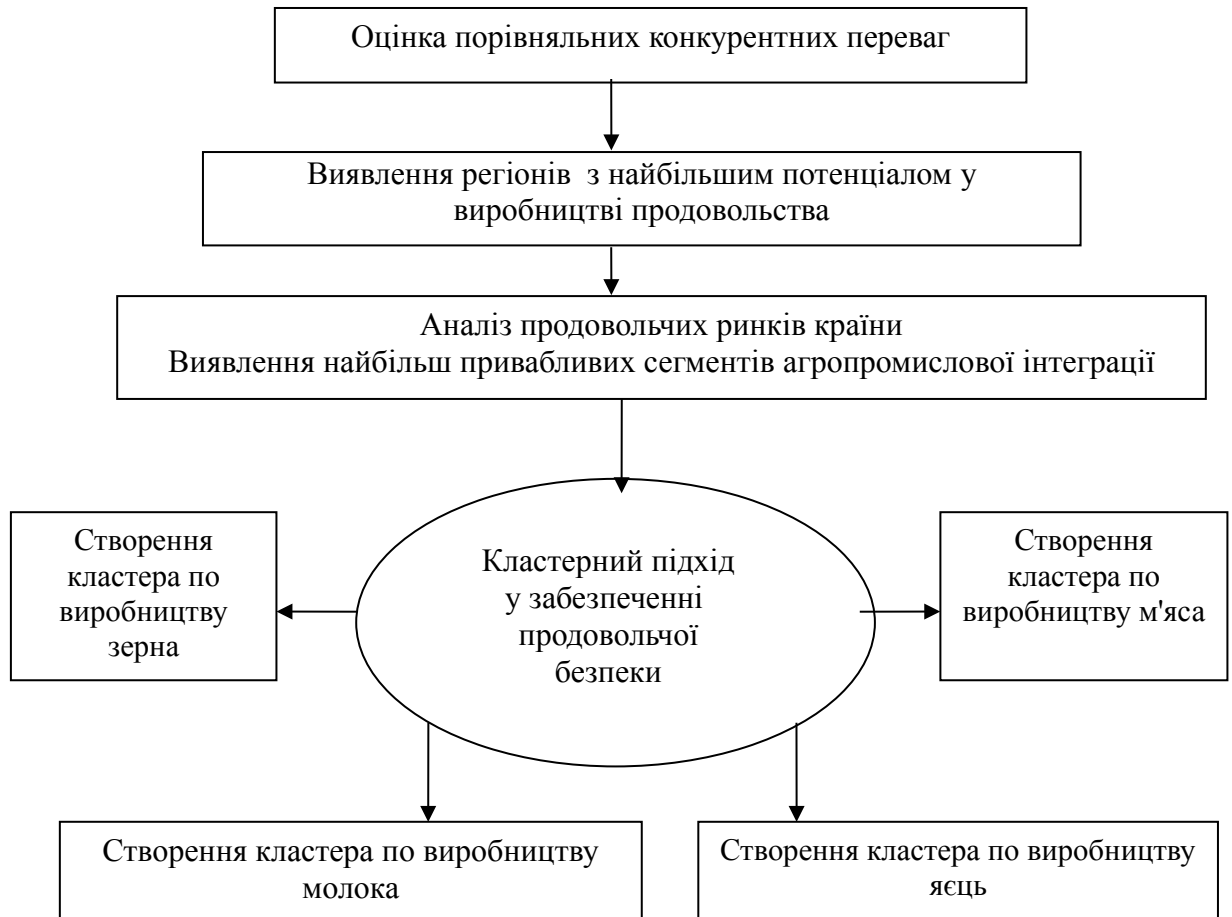 Оцінка порівняльних конкурентних переваг
Виявлення регіонів з найбільшим потенціалом у
виробництві продовольства
Аналіз продовольчих ринків країни
Виявлення найбільш привабливих сегментів агропромислової інтеграції
Створення
кластера по
виробництву
зерна
Кластерний підхід
у забезпеченні
продовольчої
безпеки
Створення
кластера по
виробництву м'яса
Створення кластера по виробництву
молока
Створення кластера по виробництву
яєць